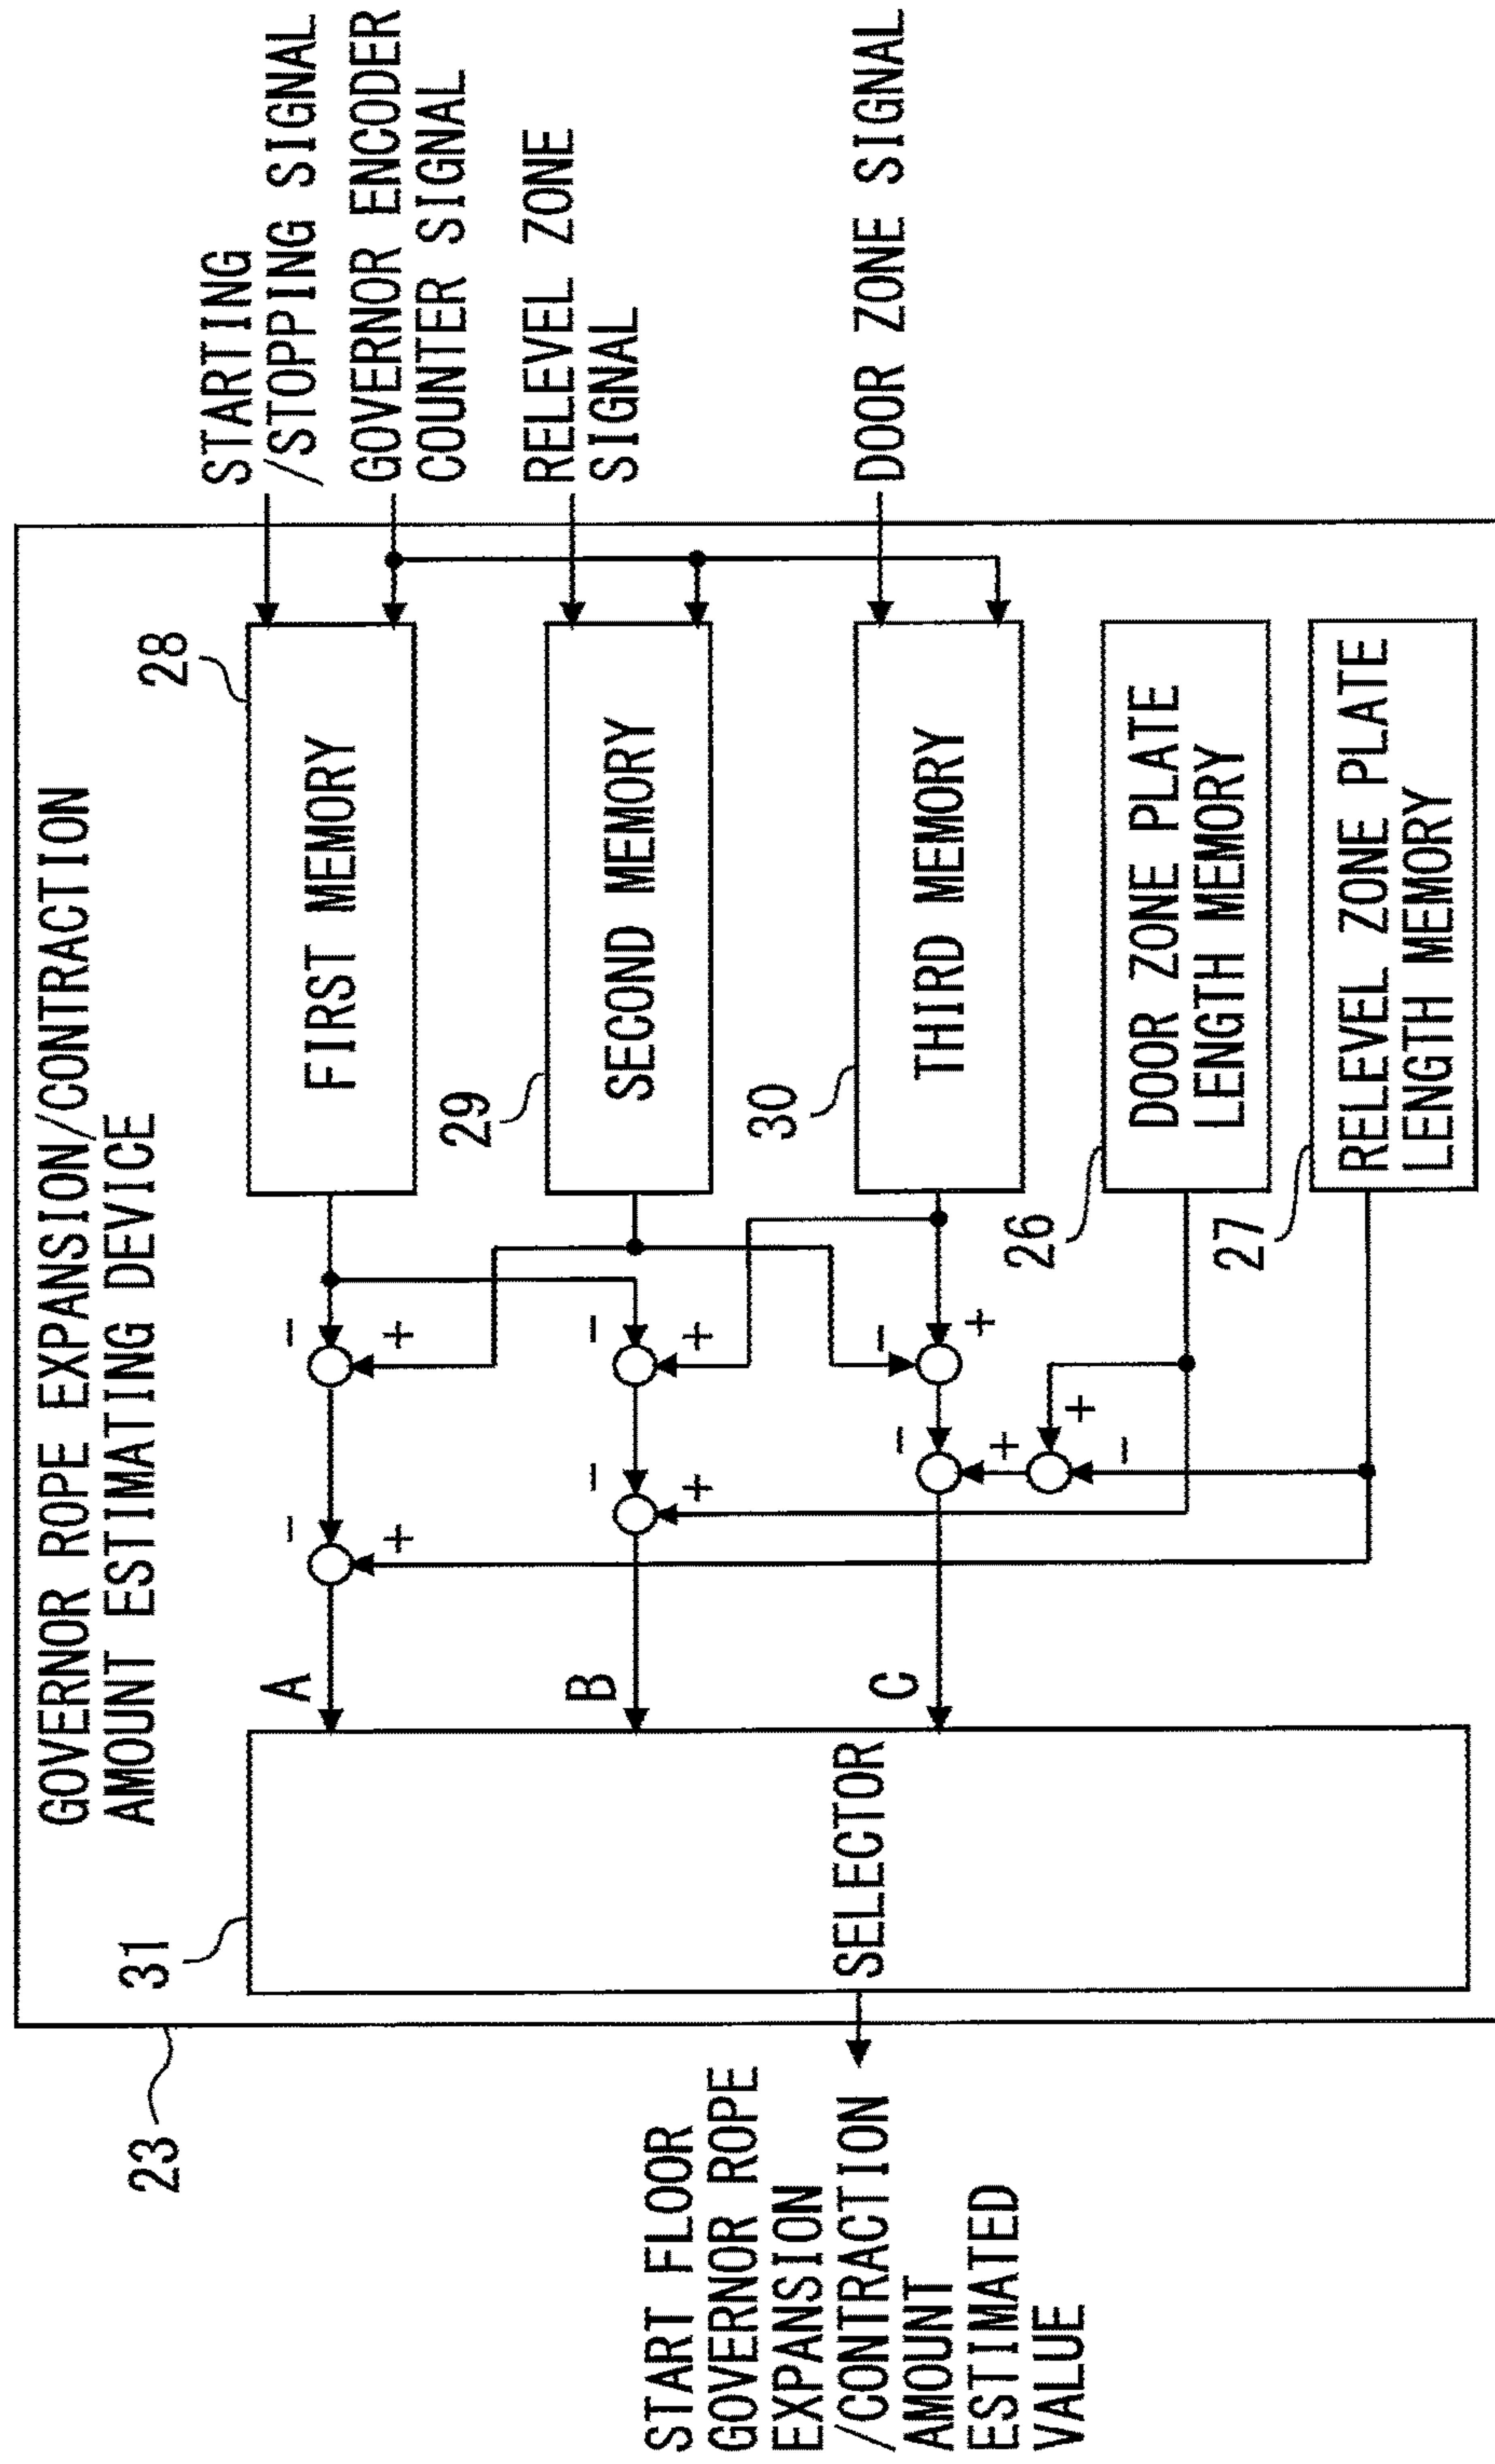 GOVERNOR ROPE EXPANSION/CONTRACTION
AMOUNT ESTIMATING DEVICE
23
31
SELECTOR
START FLOOR
GOVERNOR ROPE
EXPANSION
/CONTRACTION
AMOUNT
ESTIMATED
VALUE
A
B
C
-
+
-
+
-
+
-
+
-
+
-
+
+
-
28
FIRST MEMORY
29
SECOND MEMORY
30
THIRD MEMORY
26
DOOR ZONE PLATE
LENGTH MEMORY
27
RELEVEL ZONE PLATE
LENGTH MEMORY
STARTING
/STOPPING SIGNAL
GOVERNOR ENCODER
COUNTER SIGNAL
RELEVEL ZONE
SIGNAL
DOOR ZONE SIGNAL